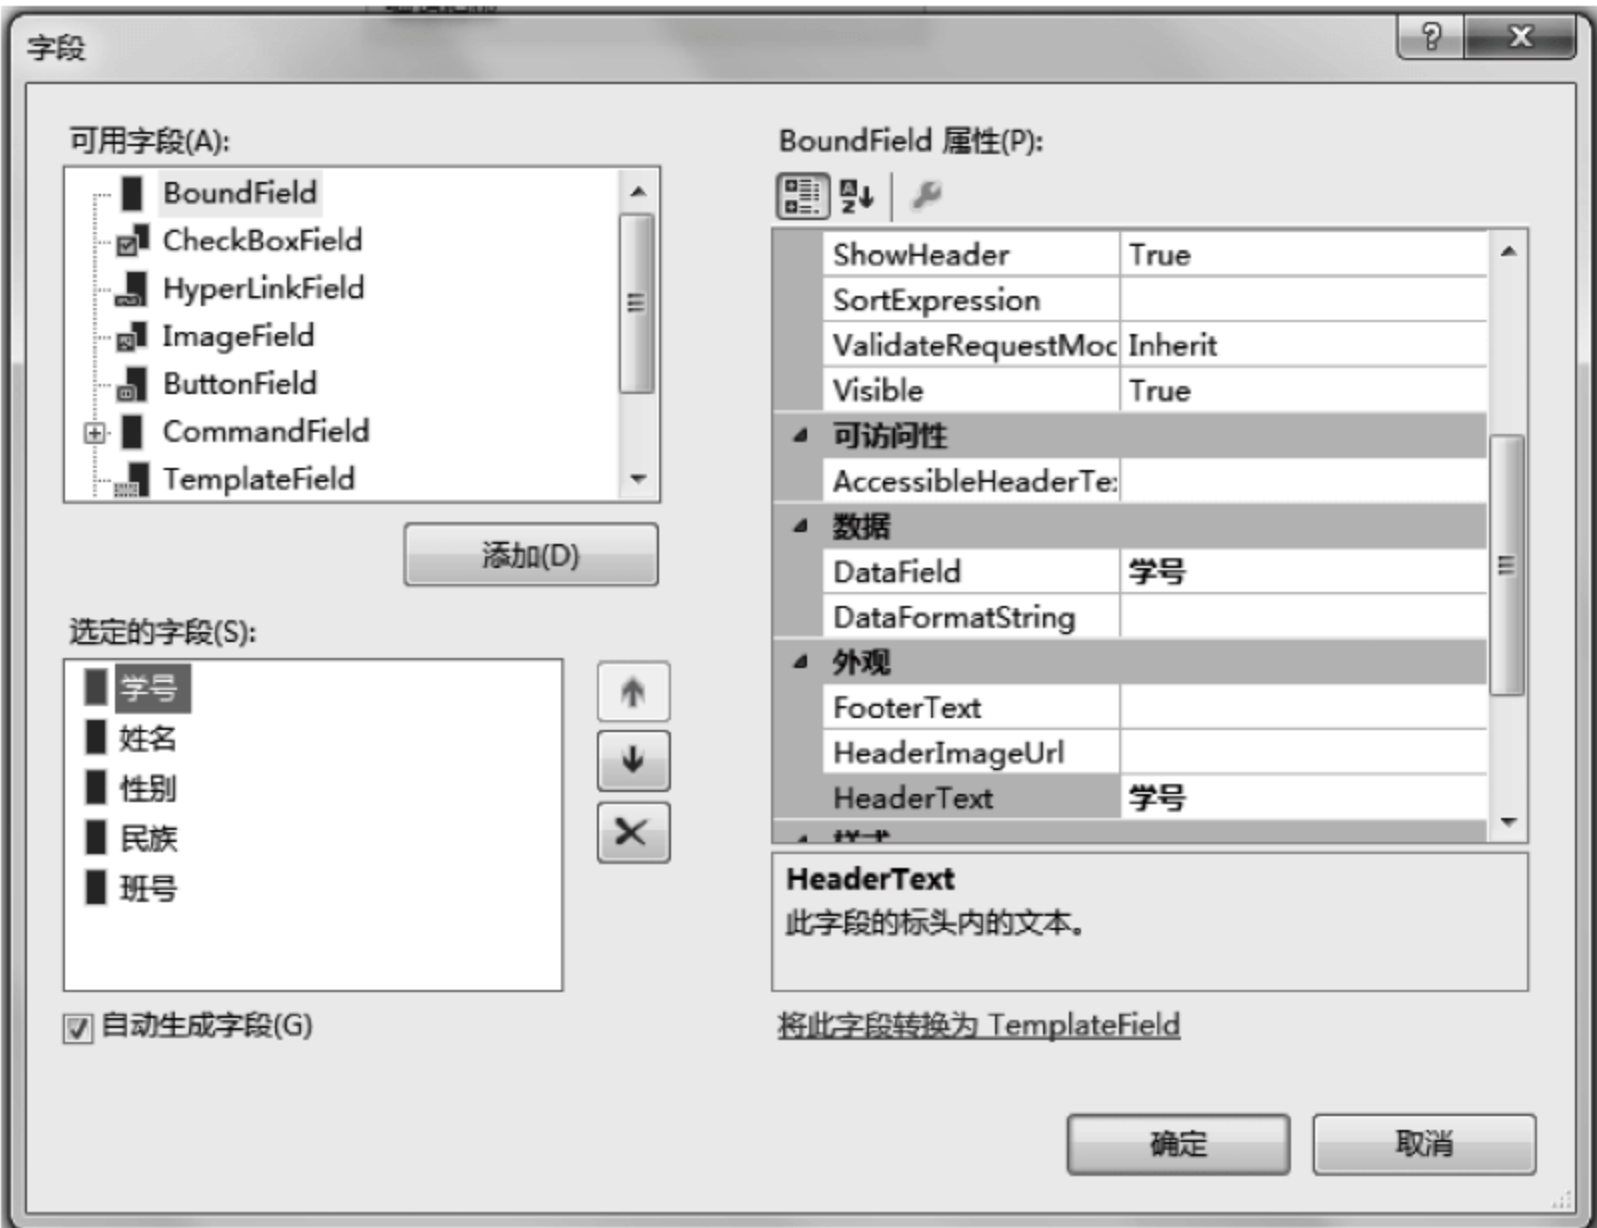 字段
可用字段(A):
BoundField
CheckBoxField
HyperLinkField
ImageField
ButtonField
CommandField
TemplateField
添加(D)
选定的字段(S):
学号
姓名
性别
民族
班号
自动生成字段(G)
BoundField 属性(P):
ShowHeader True
SortExpression
ValidateRequestMod Inherit
Visible True
可访问性
AccessibleHeaderTe
数据
DataField 学号
DataFormatString
外观
FooterText
HeaderImageUrl
HeaderText 学号
HeaderText
此字段的标头内的文本。
将此字段转换为 TemplateField
确定
取消